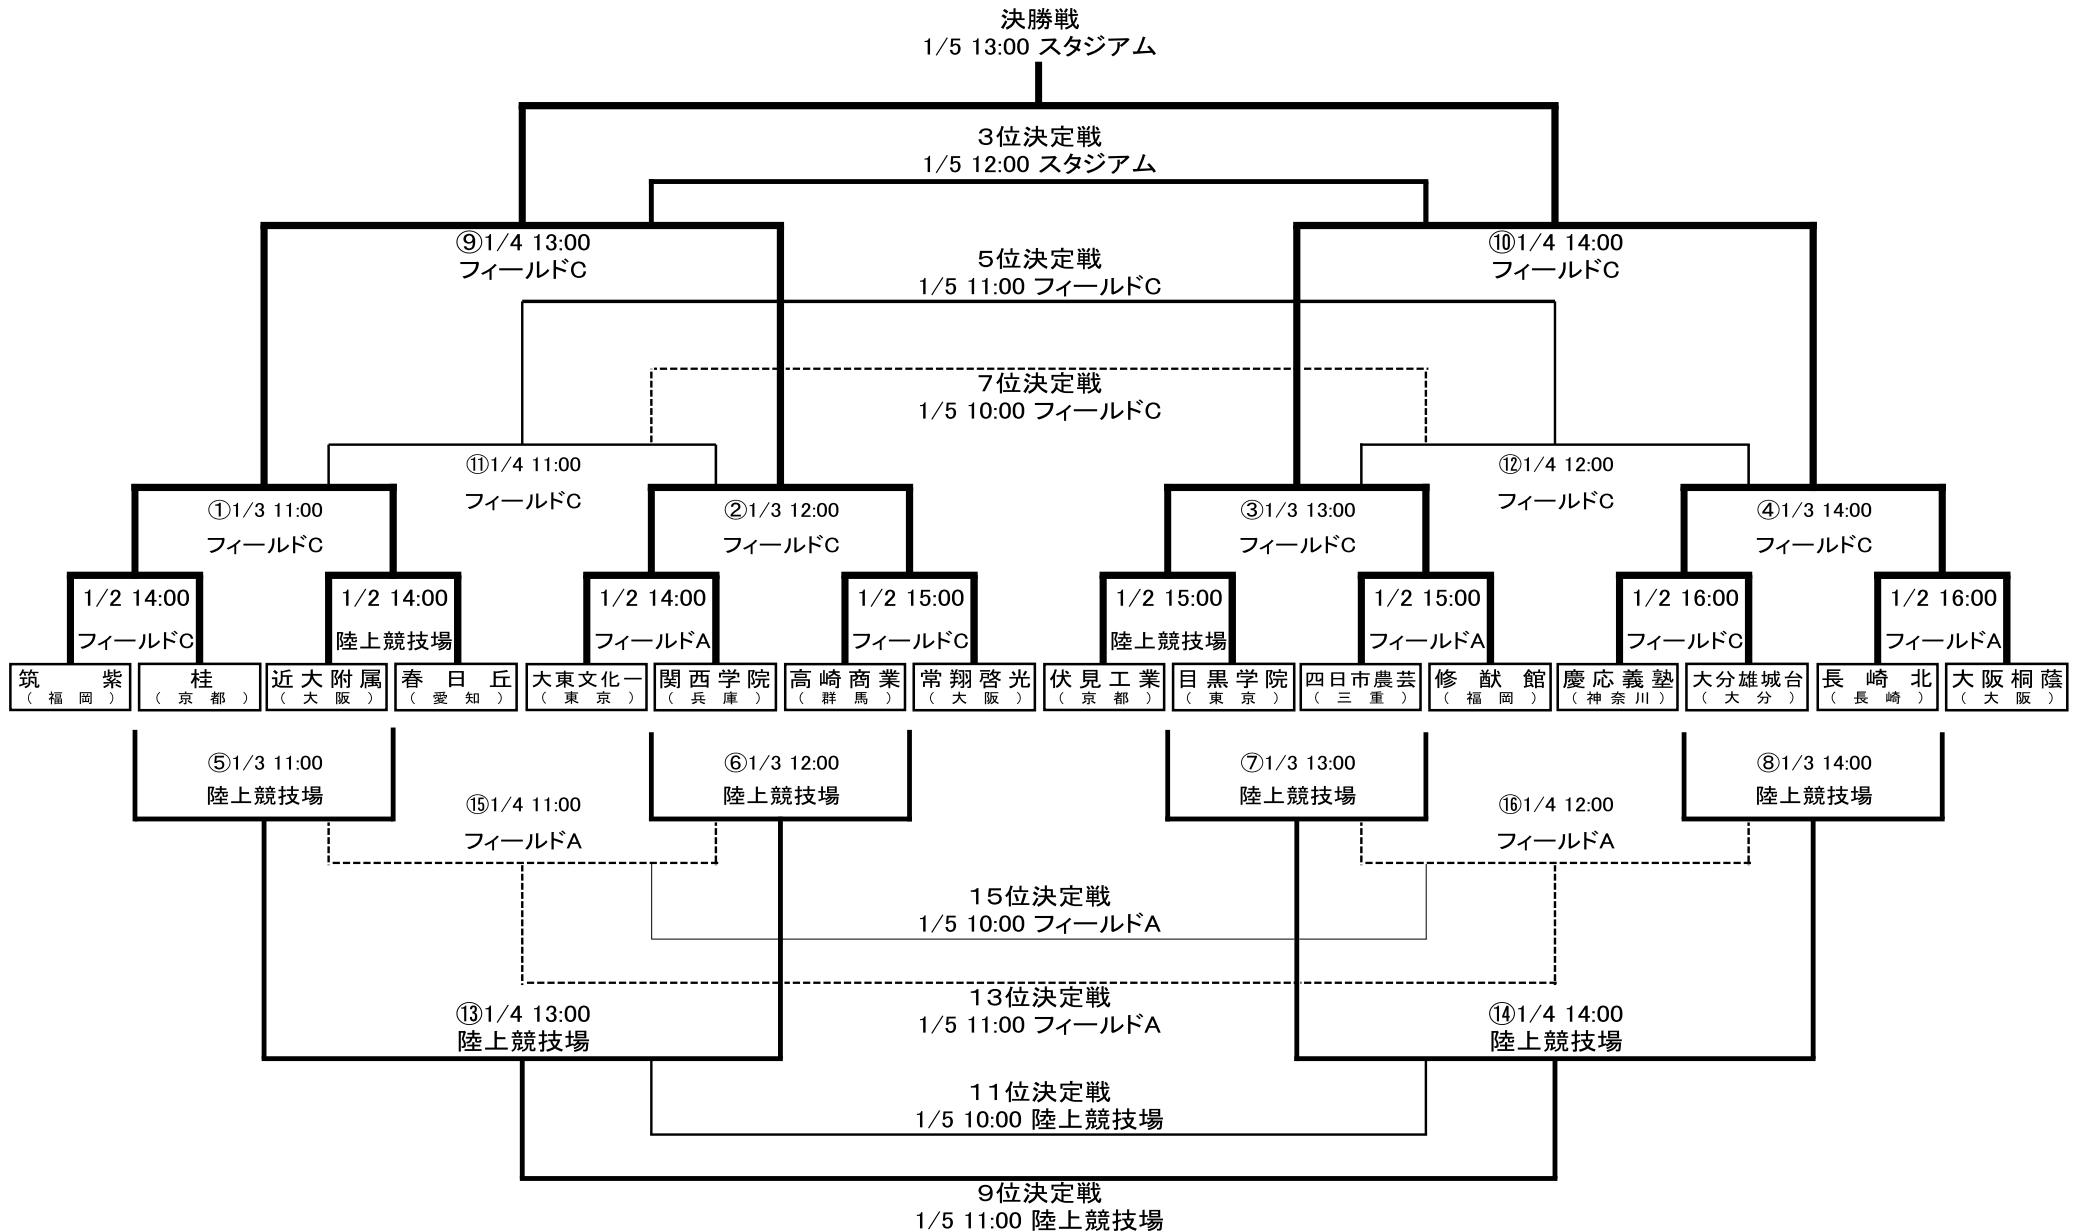 決勝戦
1/5 13:00 スタジアム
３位決定戦
1/5 12:00 スタジアム
⑨1/4 13:00
フィールドC
⑩1/4 14:00
フィールドC
５位決定戦
1/5 11:00 フィールドC
７位決定戦
1/5 10:00 フィールドC
⑪1/4 11:00
フィールドC
⑫1/4 12:00
フィールドC
①1/3 11:00
フィールドC
②1/3 12:00
フィールドC
③1/3 13:00
フィールドC
④1/3 14:00
フィールドC
1/2 14:00
フィールドC
1/2 14:00
陸上競技場
1/2 14:00
フィールドA
1/2 15:00
フィールドC
1/2 15:00
陸上競技場
1/2 15:00
フィールドA
1/2 16:00
フィールドC
1/2 16:00
フィールドA
筑紫
（福岡）
桂
（京都）
近大附属
（大阪）
春日丘
（愛知）
大東文化一
（東京）
関西学院
（兵庫）
高崎商業
（群馬）
常翔啓光
（大阪）
伏見工業
（京都）
目黒学院
（東京）
四日市農芸
（三重）
修猷館
（福岡）
慶応義塾
（神奈川）
大分雄城台
（大分）
長崎北
（長崎）
大阪桐蔭
（大阪）
⑤1/3 11:00
陸上競技場
⑥1/3 12:00
陸上競技場
⑦1/3 13:00
陸上競技場
⑧1/3 14:00
陸上競技場
⑮1/4 11:00
フィールドA
⑯1/4 12:00
フィールドA
１５位決定戦
1/5 10:00 フィールドA
１３位決定戦
1/5 11:00 フィールドA
⑬1/4 13:00
陸上競技場
⑭1/4 14:00
陸上競技場
１１位決定戦
1/5 10:00 陸上競技場
９位決定戦
1/5 11:00 陸上競技場